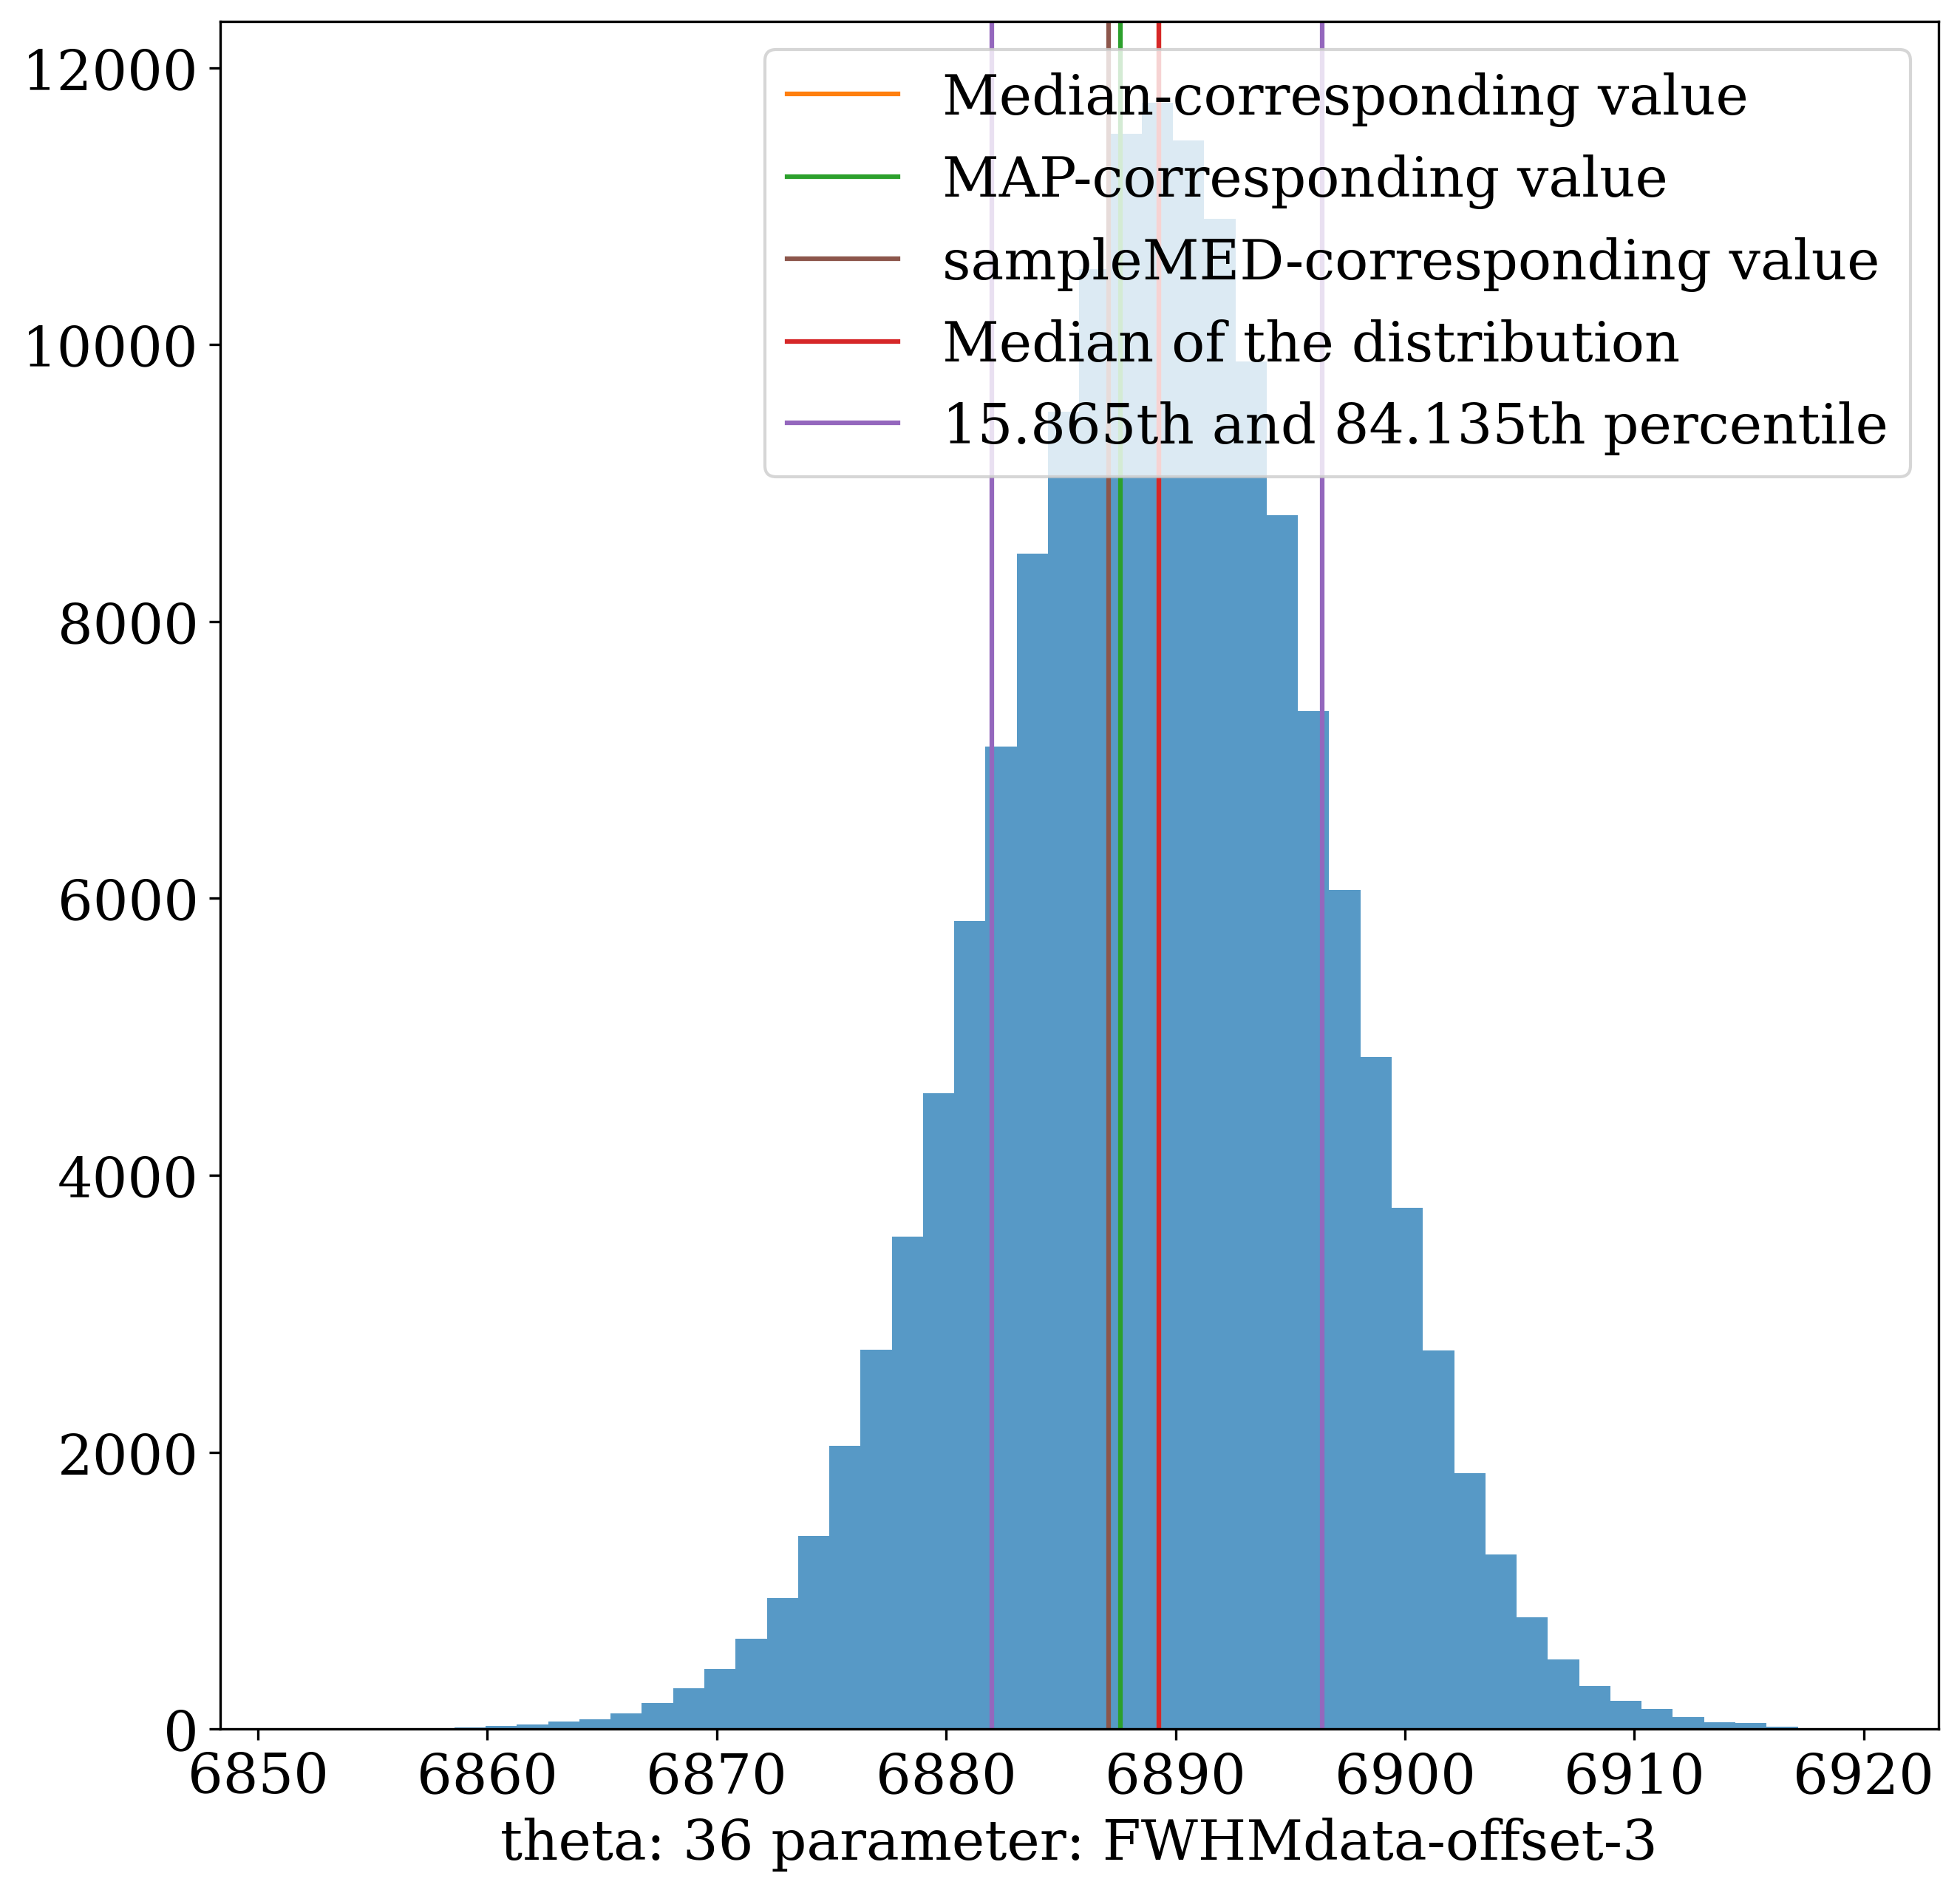 12000
10000
8000
6000
4000
2000
0
Median-corresponding value
MAP-corresponding value
sampleMED-corresponding value
Median of the distribution
15.865th and 84.135th percentile
6850 6860 6870 6880 6890 6900 6910 6920
theta: 36 parameter: FWHMdata-offset-3